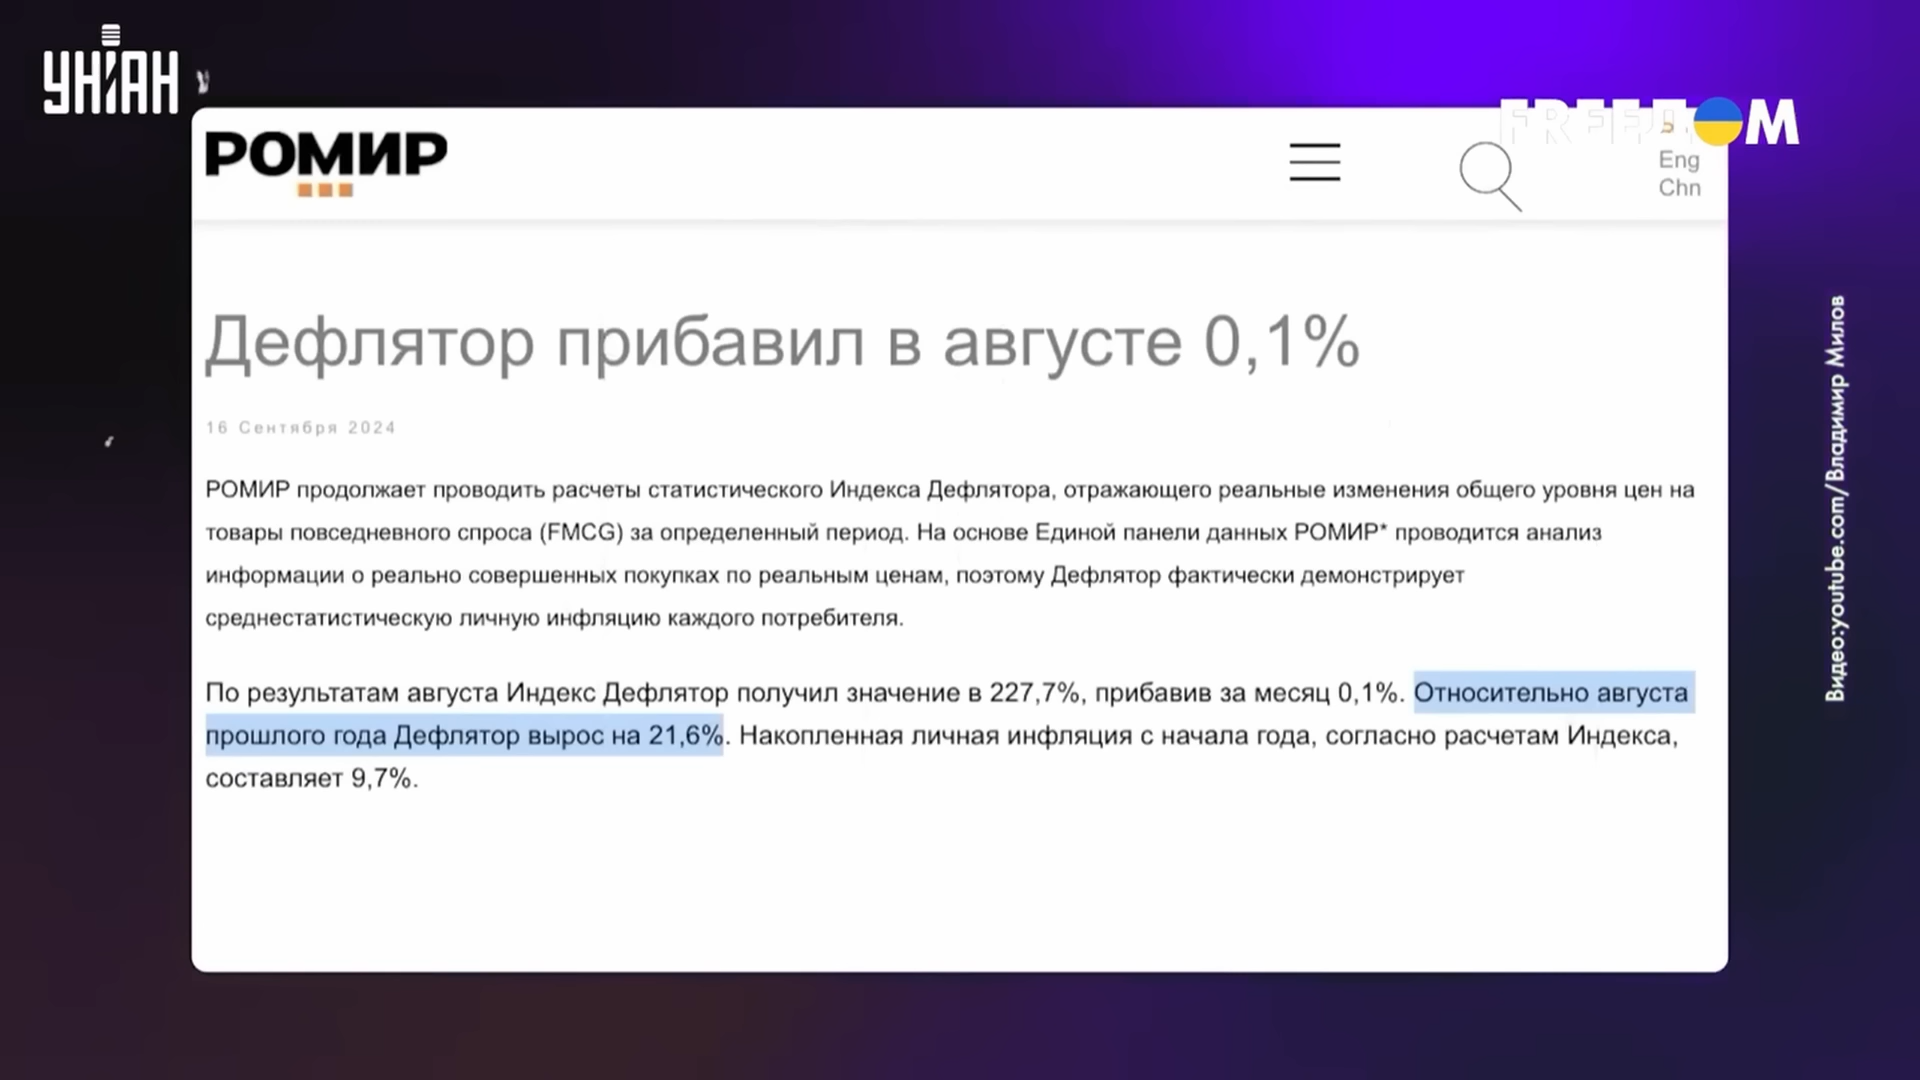 УНІАН
FREEДOM
РОМИР
Eng
Chn
Дефлятор прибавил в августе 0,1%
16 Сентября 2024
РОМИР продолжает проводить расчеты статистического Индекса Дефлятора, отражающего реальные изменения общего уровня цен на
товары повседневного спроса (FMCG) за определенный период. На основе Единой панели данных РОМИР* проводится анализ
информации о реально совершенных покупках по реальным ценам, поэтому Дефлятор фактически демонстрирует
среднестатистическую личную инфляцию каждого потребителя.
По результатам августа Индекс Дефлятор получил значение в 227,7%, прибавив за месяц 0,1%. Относительно августа
прошлого года Дефлятор вырос на 21,6%. Накопленная личная инфляция с начала года, согласно расчетам Индекса,
составляет 9,7%.
Видео:youtube.com/Владимир Милов